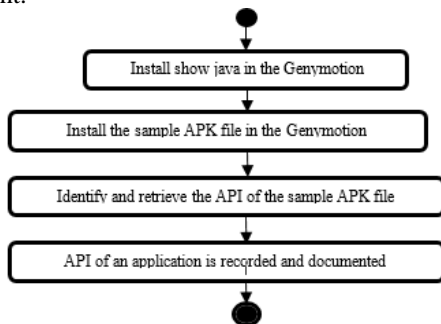 nt.
Install show java in the Genymotion
Install the sample APK file in the Genymotion
Identify and retrieve the API of the sample APK file
API of an application is recorded and documented